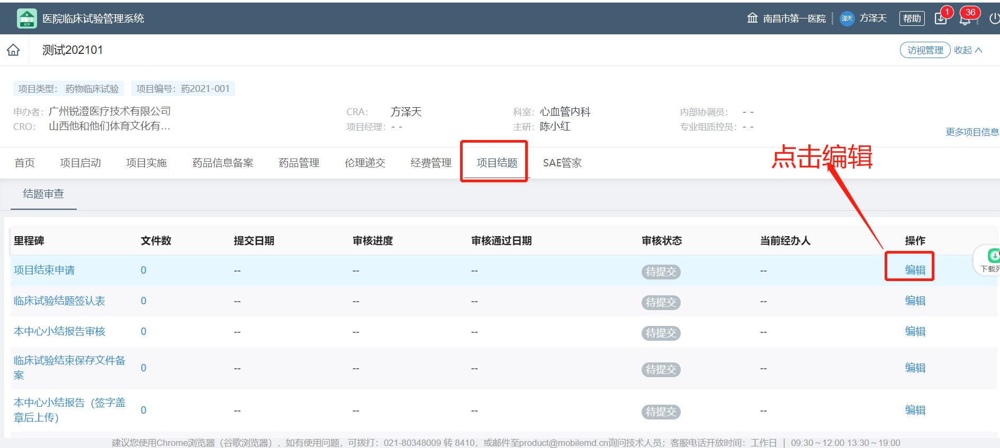 医院临床试验管理系统
GCP
南昌市第一医院
泽天
方泽天
帮助
1
36
测试202101
访视管理
收起
项目类型： 药物临床试验
项目编号：药2021-001
申办者：广州锐澄医疗技术有限公司
CRA： 方泽天
科室：心血管内科
内部协调员： - -
CRO： 山西他和他们体育文化有...
项目经理：- -
主研：陈小红
专业组质控员：- -
更多项目信息
点击编辑
首页 项目启动 项目实施 药品信息备案 药品管理 伦理递交 经费管理 项目结题 SAE管家
结题审查
里程碑 文件数 提交日期 审核进度 审核通过日期 审核状态 当前经办人 操作
项目结束申请 0 -- -- -- 待提交 -- 编辑
下载列
临床试验结题签认表 0 -- -- -- 待提交 -- 编辑
本中心小结报告审核 0 -- -- -- 待提交 -- 编辑
临床试验结束保存文件备
案
0 -- -- -- 待提交 -- 编辑
本中心小结报告（签字盖
章后上传）
0 -- -- -- 待提交 -- 编辑
建议您使用Chrome浏览器（谷歌浏览器），如有使用问题，可拨打：021-80348009 转 8410，或邮件至product@mobilemd.cn询问技术人员；客服电话开放时间：工作日 | 09:30～12:00 13:30～19:00